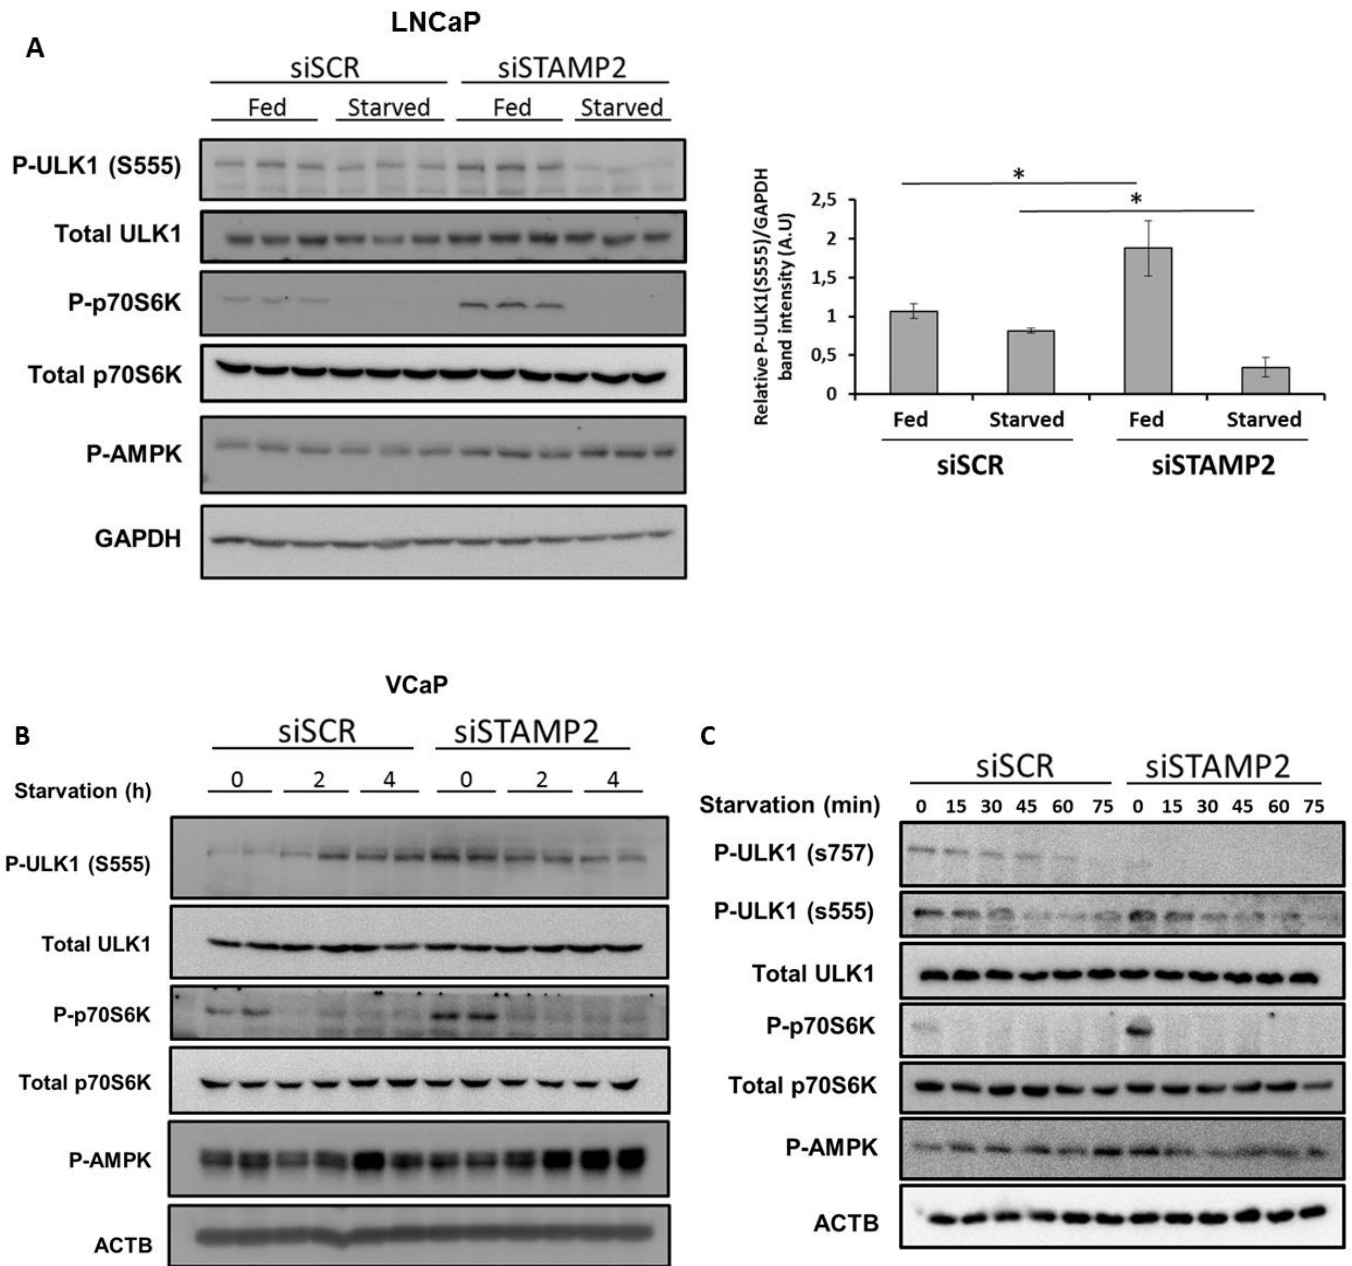 LNCaP
A
siSCR siSTAMP2
Fed Starved Fed Starved
P-ULK1 (S555)
Total ULK1
P-p70S6K
Total p70S6K
P-AMPK
GAPDH
Relative P-ULK1(S555)/GAPDH
band intensity (A.U)
* 
*
2,5
2
1,5
1
0,5
0
Fed Starved Fed Starved
siSCR siSTAMP2
VCaP
B
siSCR siSTAMP2
Starvation (h) 0 2 4 0 2 4
P-ULK1 (S555)
Total ULK1
P-p70S6K
Total p70S6K
P-AMPK
ACTB
C
siSCR siSTAMP2
Starvation (min) 0 15 30 45 60 75 0 15 30 45 60 75
P-ULK1 (s757)
P-ULK1 (s555)
Total ULK1
P-p70S6K
Total p70S6K
P-AMPK
ACTB